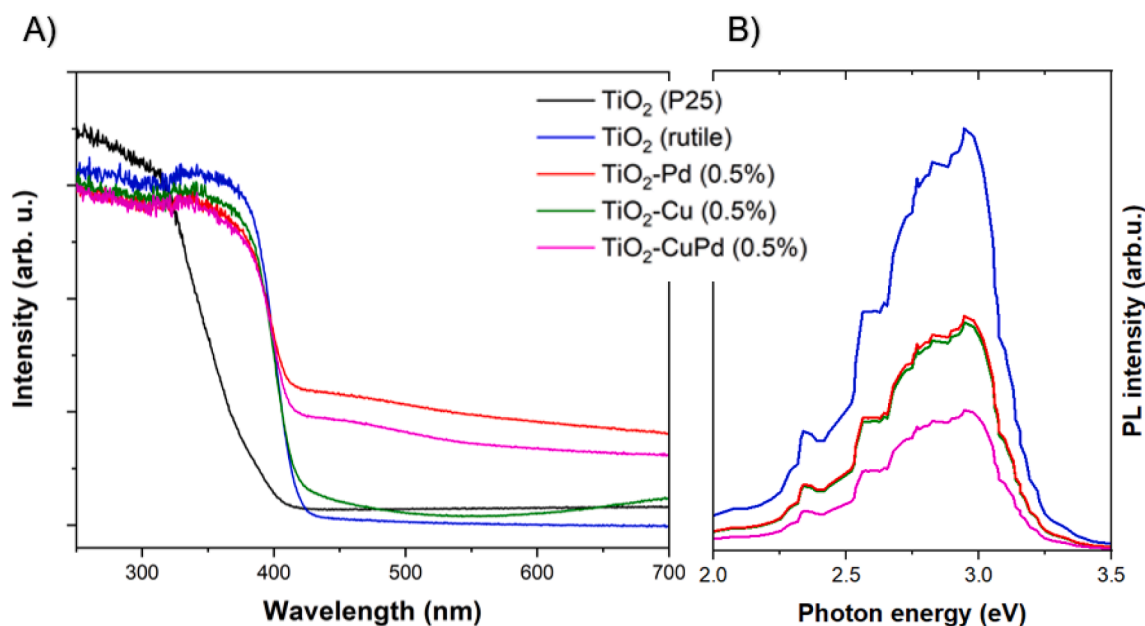 A)
B)
TiO₂ (P25)
TiO₂ (rutile)
TiO₂-Pd (0.5%)
TiO₂-Cu (0.5%)
TiO₂-CuPd (0.5%)
Intensity (arb. u.)
300 400 500 600 700
Wavelength (nm)
PL intensity (arb.u.)
2.0 2.5 3.0 3.5
Photon energy (eV)